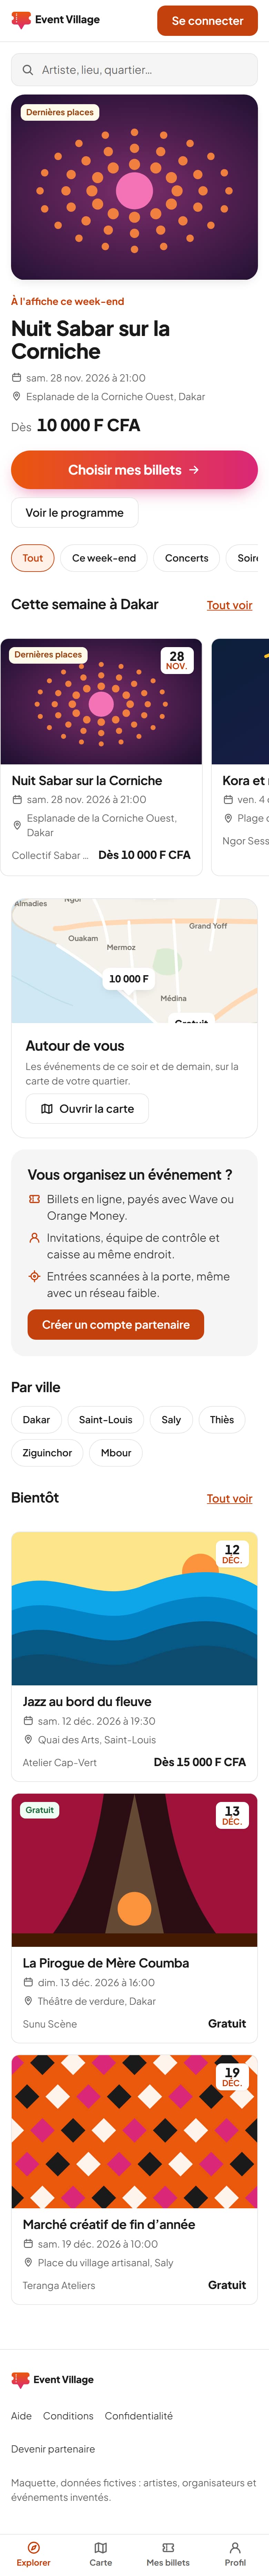 Event Village
Se connecter
Artiste, lieu, quartier…
Dernières places
À l'affiche ce week-end
Nuit Sabar sur la
Corniche
sam. 28 nov. 2026 à 21:00
Esplanade de la Corniche Ouest, Dakar
Dès 10 000 F CFA
Choisir mes billets →
Voir le programme
Tout
Ce week-end
Concerts
Soiré
Cette semaine à Dakar
Tout voir
Dernières places
28
NOV.
Nuit Sabar sur la Corniche
sam. 28 nov. 2026 à 21:00
Esplanade de la Corniche Ouest,
Dakar
Collectif Sabar …
Dès 10 000 F CFA
Kora et
ven. 4
Plage
Ngor Sess
Almadies
Ngor
Grand Yoff
Ouakam
Mermoz
10 000 F
Médina
Gratuit
Autour de vous
Les événements de ce soir et de demain, sur la
carte de votre quartier.
Ouvrir la carte
Vous organisez un événement ?
Billets en ligne, payés avec Wave ou
Orange Money.
Invitations, équipe de contrôle et
caisse au même endroit.
Entrées scannées à la porte, même
avec un réseau faible.
Créer un compte partenaire
Par ville
Dakar
Saint-Louis
Saly
Thiès
Ziguinchor
Mbour
Bientôt
Tout voir
12
DÉC.
Jazz au bord du fleuve
sam. 12 déc. 2026 à 19:30
Quai des Arts, Saint-Louis
Atelier Cap-Vert
Dès 15 000 F CFA
Gratuit
13
DÉC.
La Pirogue de Mère Coumba
dim. 13 déc. 2026 à 16:00
Théâtre de verdure, Dakar
Sunu Scène
Gratuit
19
DÉC.
Marché créatif de fin d’année
sam. 19 déc. 2026 à 10:00
Place du village artisanal, Saly
Teranga Ateliers
Gratuit
Event Village
Aide
Conditions
Confidentialité
Devenir partenaire
Maquette, données fictives : artistes, organisateurs et
événements inventés.
Explorer
Carte
Mes billets
Profil